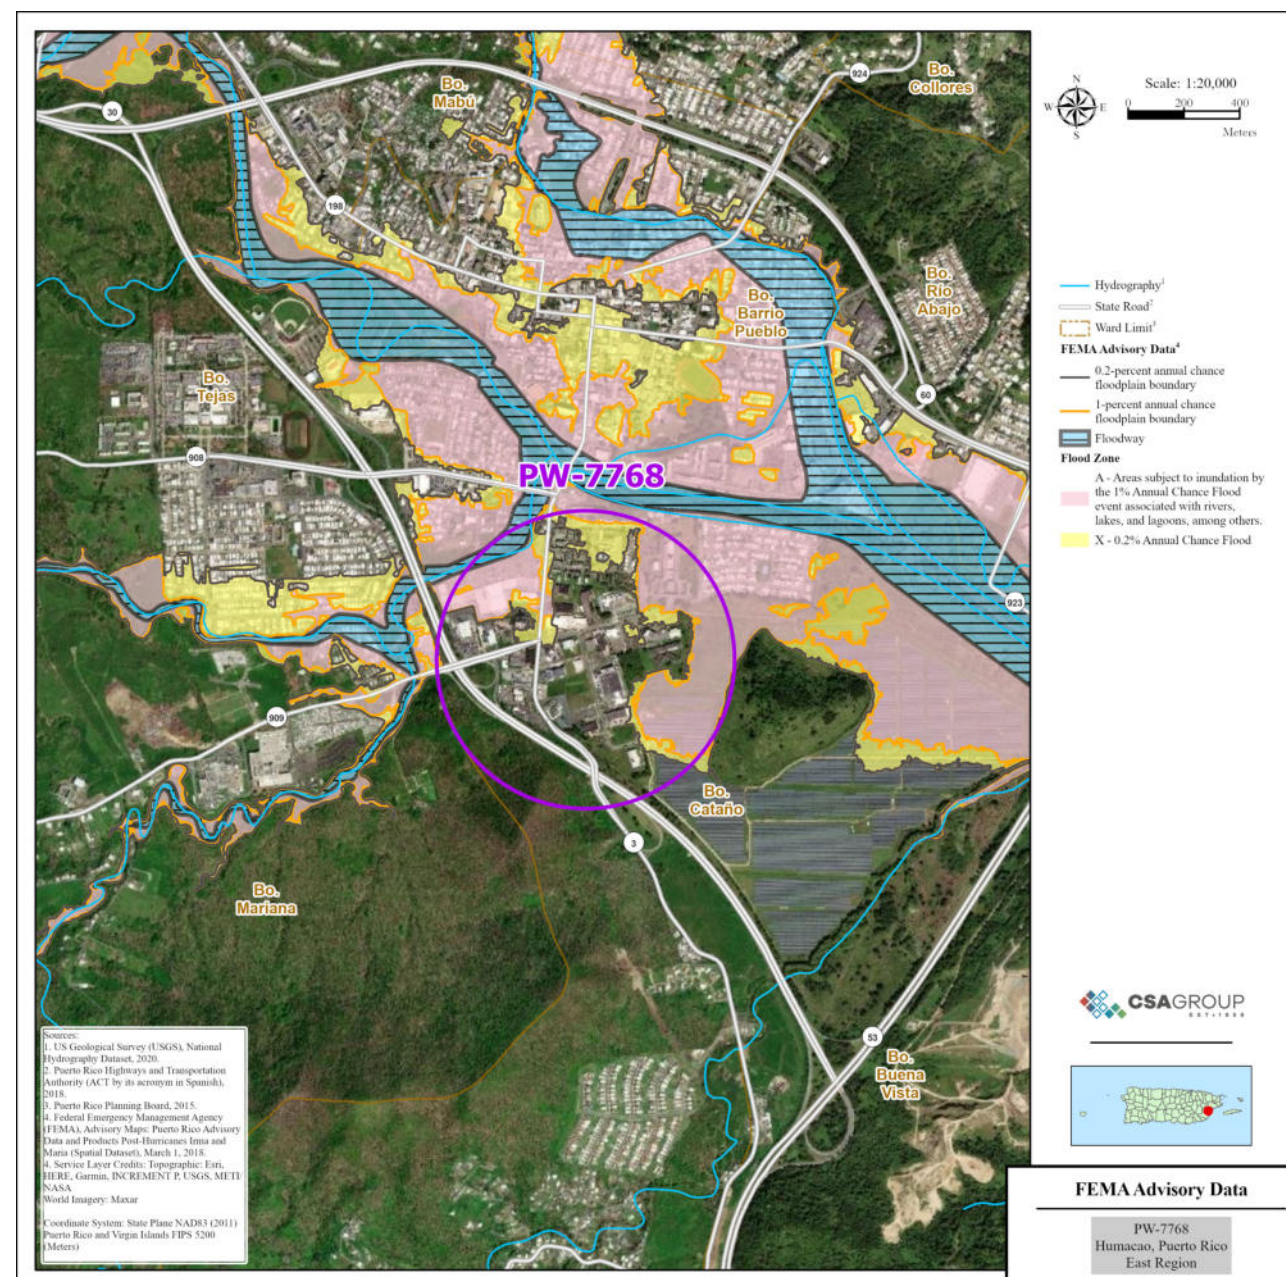 Bo.
Mabú
924
Bo.
Collores
30
198
Bo.
Barrio
Pueblo
Bo.
Río
Abajo
Bo.
Tejas
60
908
PW-7768
923
909
Bo.
Cataño
3
Bo.
Mariana
53
Bo.
Buena
Vista
Sources:
1. US Geological Survey (USGS), National
Hydrography Dataset, 2020.
2. Puerto Rico Highways and Transportation
Authority (ACT by its acronym in Spanish),
2018.
3. Puerto Rico Planning Board, 2015.
4. Federal Emergency Management Agency
(FEMA), Advisory Maps: Puerto Rico Advisory
Data and Products Post-Hurricanes Irma and
Maria (Spatial Dataset), March 1, 2018.
4. Service Layer Credits: Topographic: Esri,
HERE, Garmin, INCREMENT P, USGS, METI/
NASA
World Imagery: Maxar
Coordinate System: State Plane NAD83 (2011)
Puerto Rico and Virgin Islands FIPS 5200
(Meters)
N
W E
S
Scale: 1:20,000
0 200 400
Meters
Hydrography1
State Road2
Ward Limit3
FEMA Advisory Data4
0.2-percent annual chance
floodplain boundary
1-percent annual chance
floodplain boundary
Floodway
Flood Zone
A - Areas subject to inundation by
the 1% Annual Chance Flood
event associated with rivers,
lakes, and lagoons, among others.
X - 0.2% Annual Chance Flood
CSAGROUP
EST•1956
FEMA Advisory Data
PW-7768
Humacao, Puerto Rico
East Region